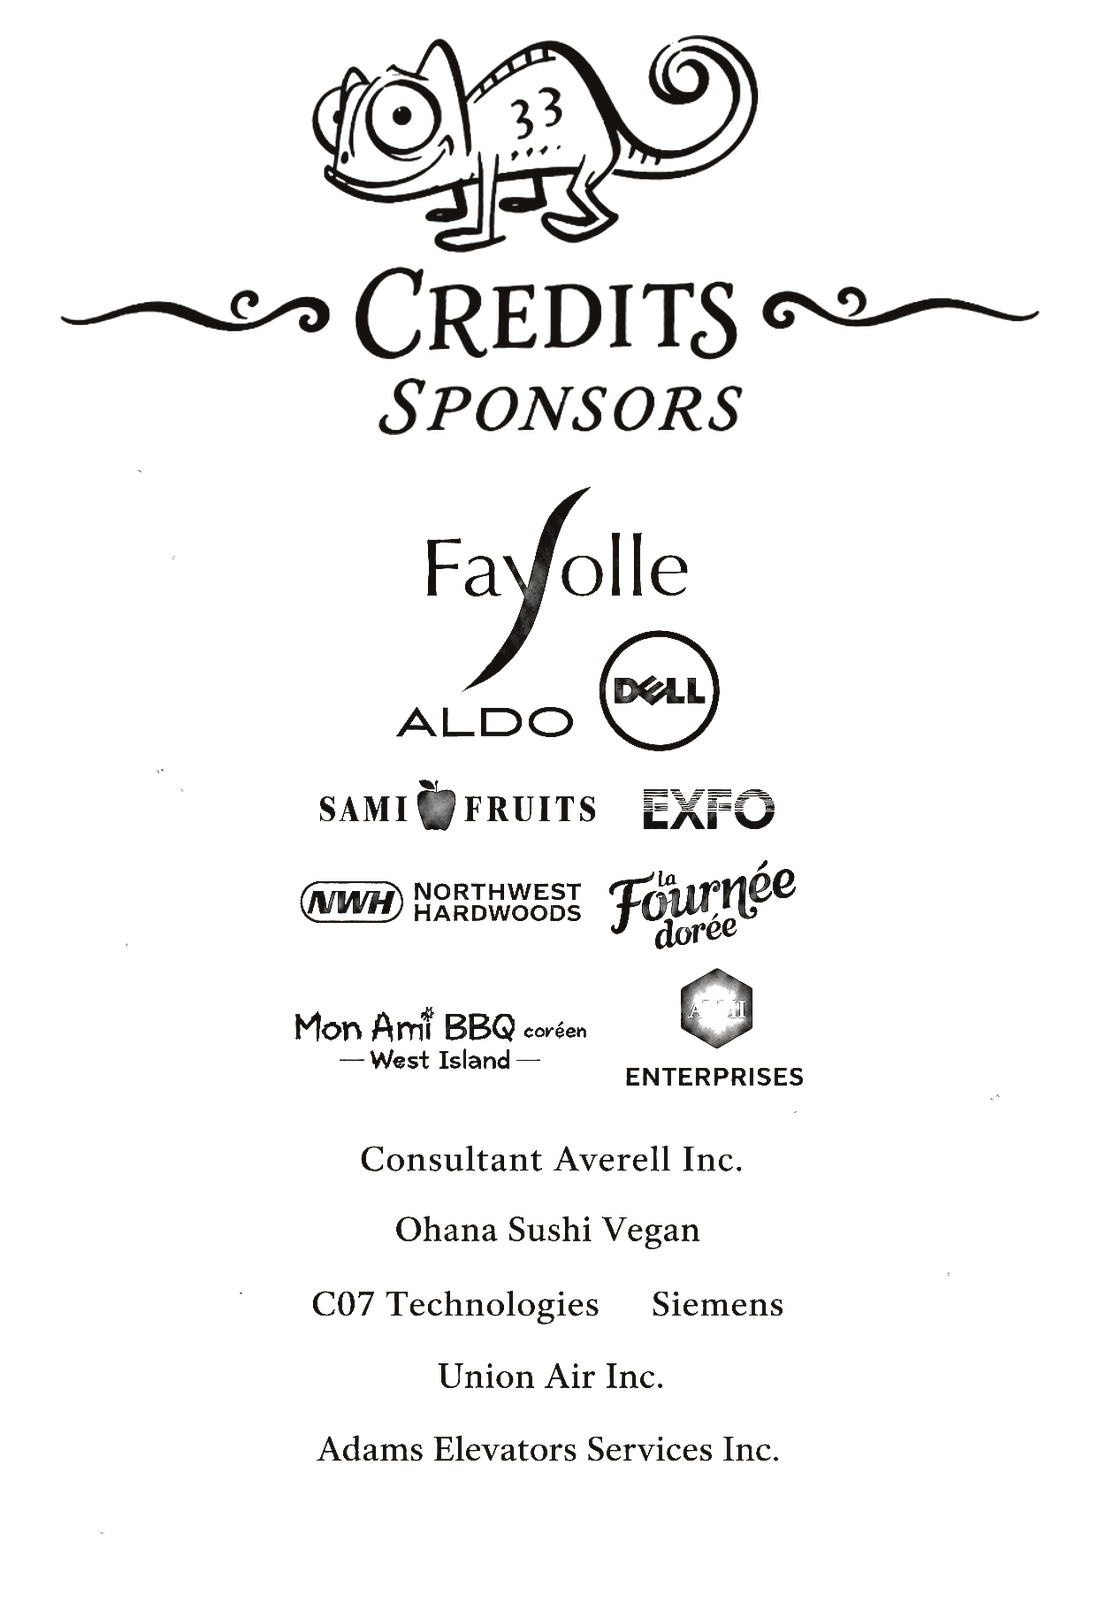 33
CREDITS
SPONSORS
Fayolle
ALDO
DELL
SAMI FRUITS
EXFO
NWH NORTHWEST
HARDWOODS
la
Fournée
dorée
Mon Ami BBQ coréen
West Island
ENTERPRISES
Consultant Averell Inc.
Ohana Sushi Vegan
C07 Technologies Siemens
Union Air Inc.
Adams Elevators Services Inc.